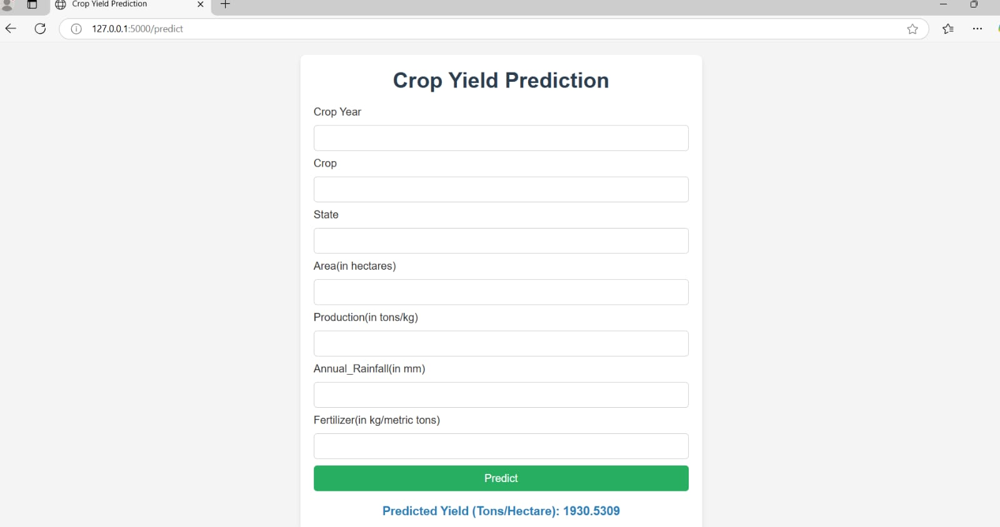 Crop Yield Prediction
127.0.0.1:5000/predict
Crop Yield Prediction
Crop Year
Crop
State
Area(in hectares)
Production(in tons/kg)
Annual_Rainfall(in mm)
Fertilizer(in kg/metric tons)
Predict
Predicted Yield (Tons/Hectare): 1930.5309